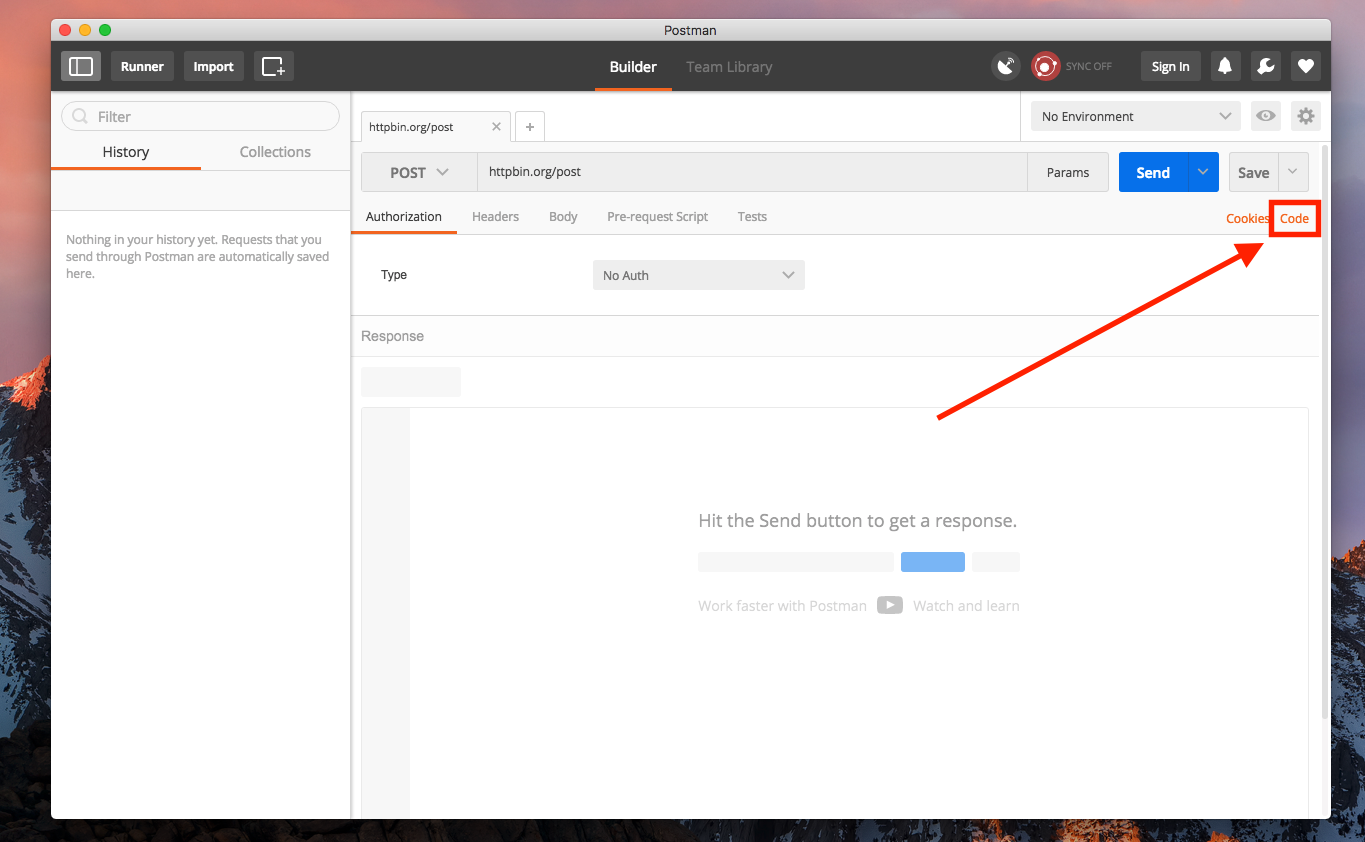 Postman
Runner
Import
Builder
Team Library
SYNC OFF
Sign In
Filter
History
Collections
Nothing in your history yet. Requests that you
send through Postman are automatically saved
here.
httpbin.org/post
No Environment
POST
httpbin.org/post
Params
Send
Save
Authorization
Headers
Body
Pre-request Script
Tests
Cookies
Code
Type
No Auth
Response
Hit the Send button to get a response.
Work faster with Postman
Watch and learn